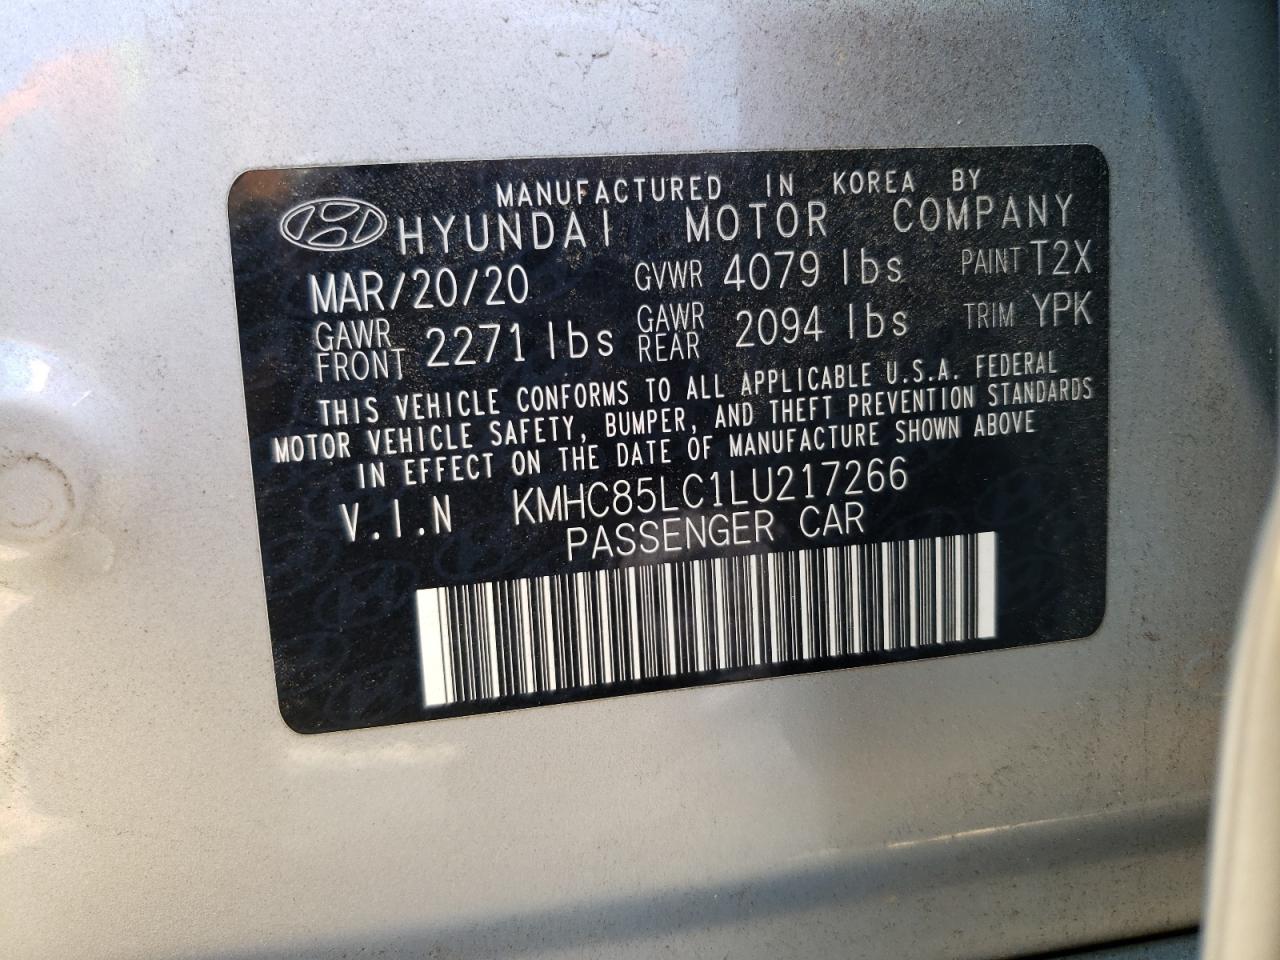 MANUFACTURED IN KOREA BY
HYUNDAI MOTOR COMPANY
MAR/20/20 GVWR 4079 lbs PAINT T2X
GAWR FRONT 2271 lbs GAWR REAR 2094 lbs TRIM YPK
THIS VEHICLE CONFORMS TO ALL APPLICABLE U.S.A. FEDERAL
MOTOR VEHICLE SAFETY, BUMPER, AND THEFT PREVENTION STANDARDS
IN EFFECT ON THE DATE OF MANUFACTURE SHOWN ABOVE
V.I.N KMHC85LC1LU217266
PASSENGER CAR